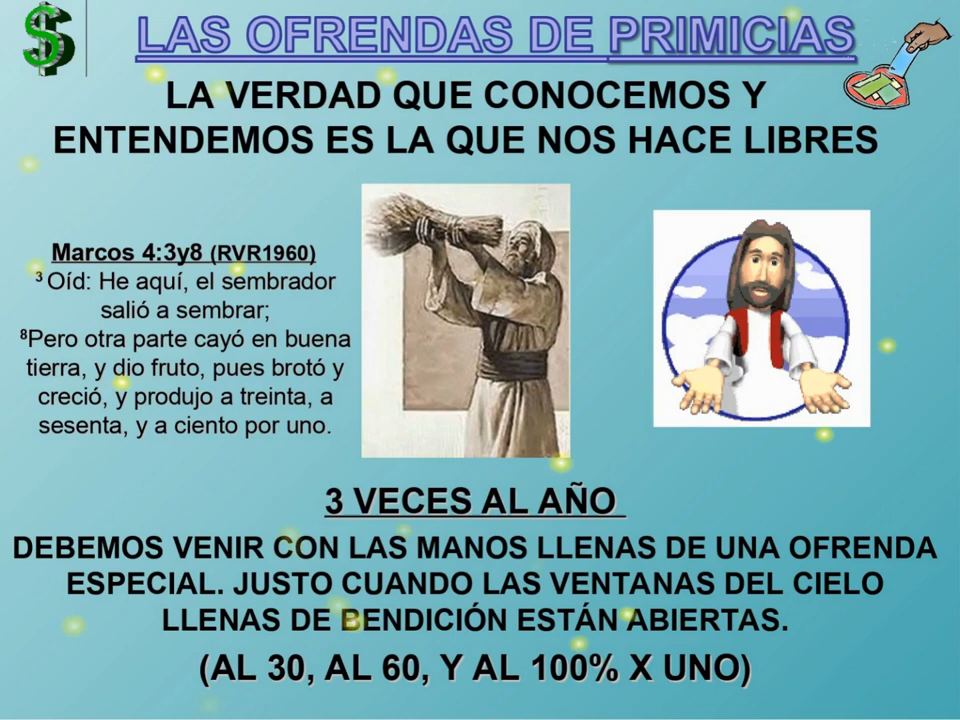 LAS OFRENDAS DE PRIMICIAS
LA VERDAD QUE CONOCEMOS Y
ENTENDEMOS ES LA QUE NOS HACE LIBRES
Marcos 4:3y8 (RVR1960)
³ Oíd: He aquí, el sembrador
salió a sembrar;
⁸Pero otra parte cayó en buena
tierra, y dio fruto, pues brotó y
creció, y produjo a treinta, a
sesenta, y a ciento por uno.
3 VECES AL AÑO
DEBEMOS VENIR CON LAS MANOS LLENAS DE UNA OFRENDA
ESPECIAL. JUSTO CUANDO LAS VENTANAS DEL CIELO
LLENAS DE BENDICIÓN ESTÁN ABIERTAS.
(AL 30, AL 60, Y AL 100% X UNO)